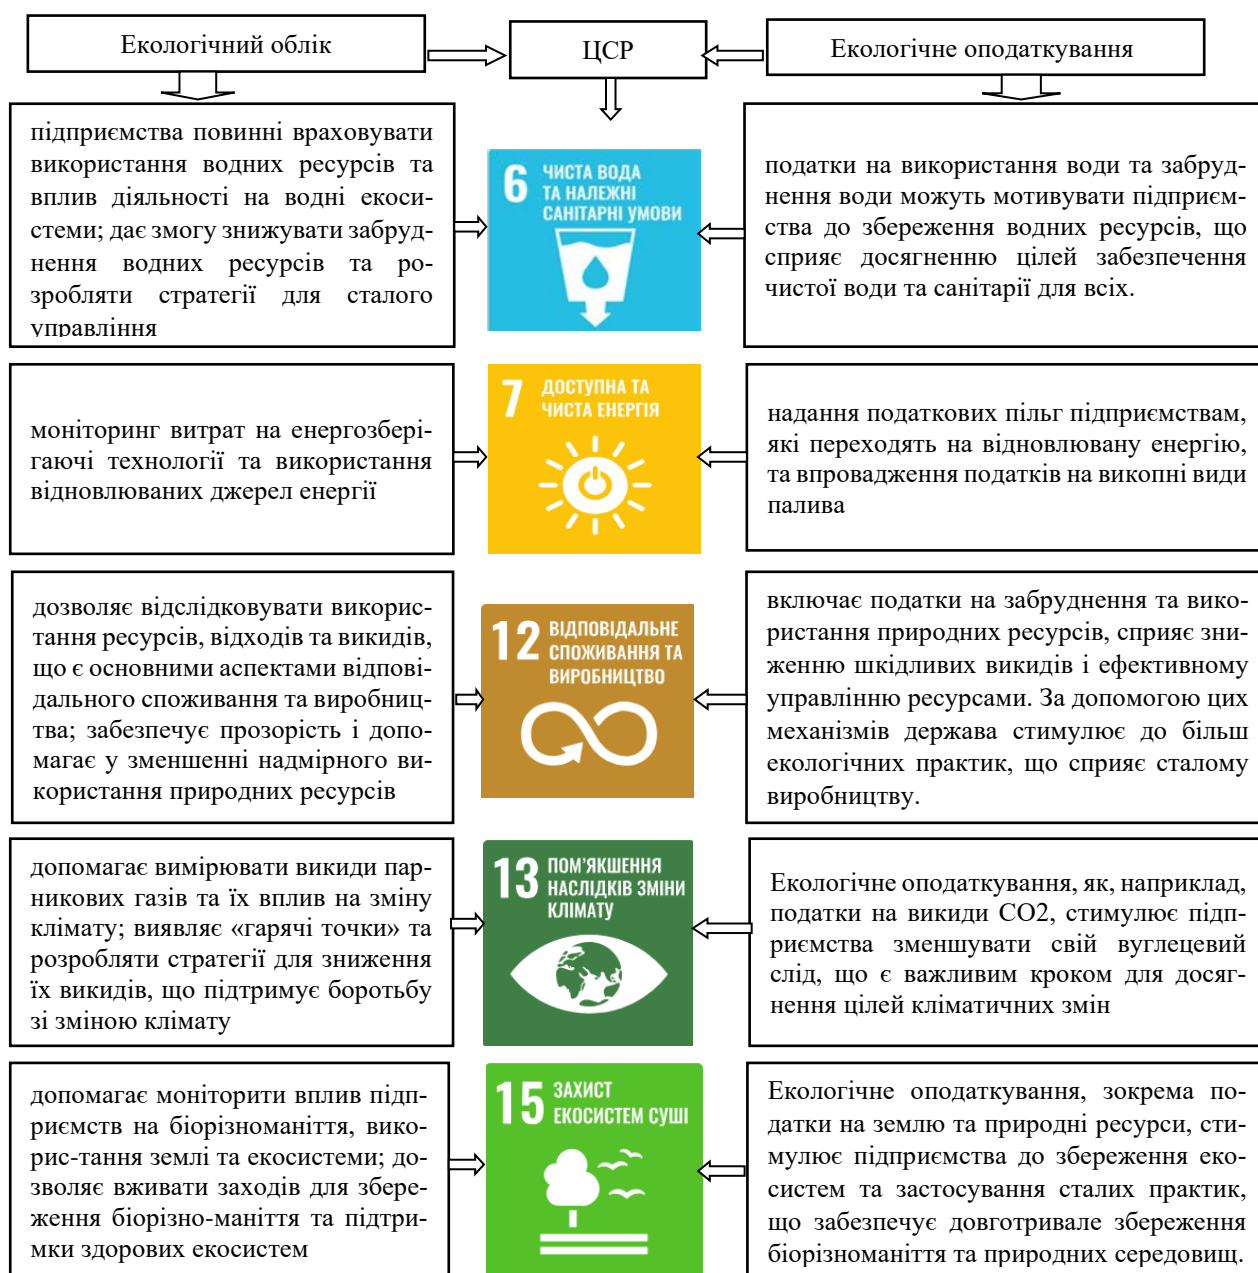 Екологічний облік
ЦСР
Екологічне оподаткування
підприємства повинні враховувати
використання водних ресурсів та
вплив діяльності на водні екоси-
стеми; дає змогу знижувати забруд-
нення водних ресурсів та ро-
зробляти стратегії для сталого
управління
6 ЧИСТА ВОДА
ТА НАЛЕЖНІ
САНІТАРНІ УМОВИ
податки на використання води та забруд-
нення води можуть мотивувати підприєм-
ства до збереження водних ресурсів, що
сприяє досягненню цілей забезпечення
чистої води та санітарії для всіх.
моніторинг витрат на енергозбері-
гаючі технології та використання
відновлюваних джерел енергії
7 ДОСТУПНА ТА
ЧИСТА ЕНЕРГІЯ
надання податкових пільг підприємствам,
які переходять на відновлювану енергію,
та впровадження податків на викопні види
палива
дозволяє відслідковувати викорис-
тання ресурсів, відходів та викидів,
що є основними аспектами відпові-
дального споживання та виробниц-
тва; забезпечує прозорість і допо-
магає у зменшенні надмірного ви-
користання природних ресурсів
12 ВІДПОВІДАЛЬНЕ
СПОЖИВАННЯ ТА
ВИРОБНИЦТВО
включає податки на забруднення та вико-
ристання природних ресурсів, сприяє зни-
женню шкідливих викидів і ефективному
управлінню ресурсами. За допомогою цих
механізмів держава стимулює до більш
екологічних практик, що сприяє сталому
виробництву.
допомагає вимірювати викиди пар-
никових газів та їх вплив на зміну
клімату; виявляє «гарячі точки» та
розробляти стратегії для зниження
їх викидів, що підтримує боротьбу
зі зміною клімату
13 ПОМ'ЯКШЕННЯ
НАСЛІДКІВ ЗМІНИ
КЛІМАТУ
Екологічне оподаткування, як, наприклад,
податки на викиди CO2, стимулює підп-
риємства зменшувати свій вуглецевий
слід, що є важливим кроком для досяг-
нення цілей кліматичних змін
допомагає моніторити вплив підп-
риємств на біорізноманіття, вико-
рис-тання землі та екосистеми; до-
зволяє вживати заходів для збере-
ження біорізно-маніття та підтри-
мки здорових екосистем
15 ЗАХИСТ
ЕКОСИСТЕМ СУШІ
Екологічне оподаткування, зокрема по-
датки на землю та природні ресурси, сти-
мулює підприємства до збереження еко-
систем та застосування сталих практик,
що забезпечує довготривале збереження
біорізноманіття та природних середовищ.